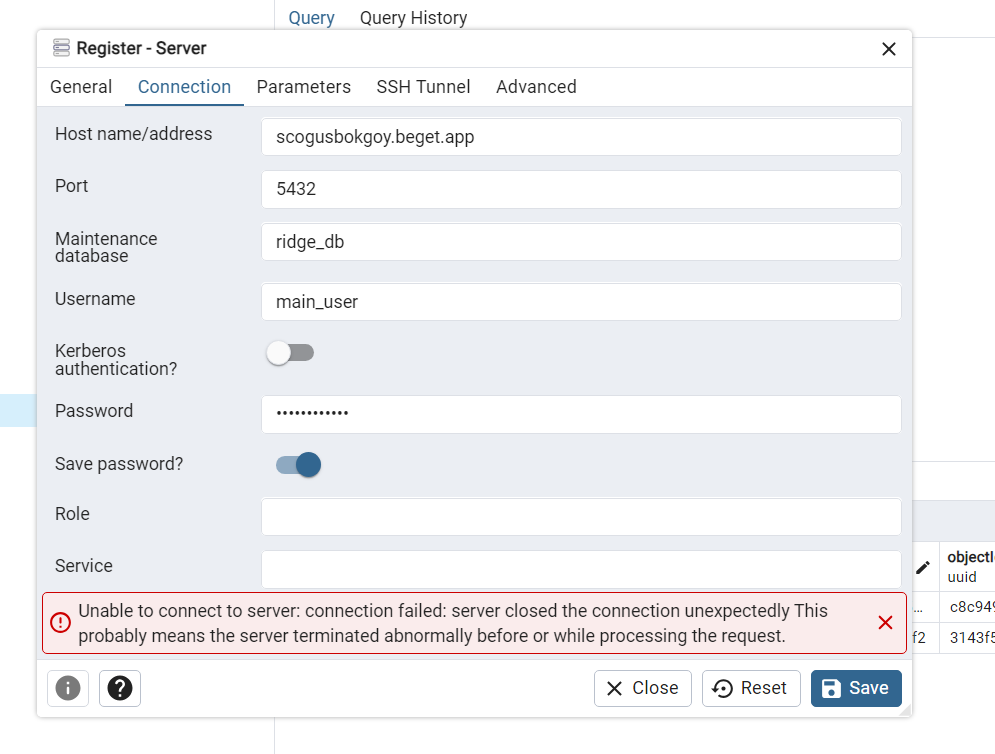 Query Query History
Register - Server
General Connection Parameters SSH Tunnel Advanced
Host name/address scogusbokgoy.beget.app
Port 5432
Maintenance
database
ridge_db
Username main_user
Kerberos
authentication?
Password ••••••••••••
Save password?
Role
Service
objectI
uuid
... c8c949
f2 3143f5
Unable to connect to server: connection failed: server closed the connection unexpectedly This
probably means the server terminated abnormally before or while processing the request.
Close Reset Save